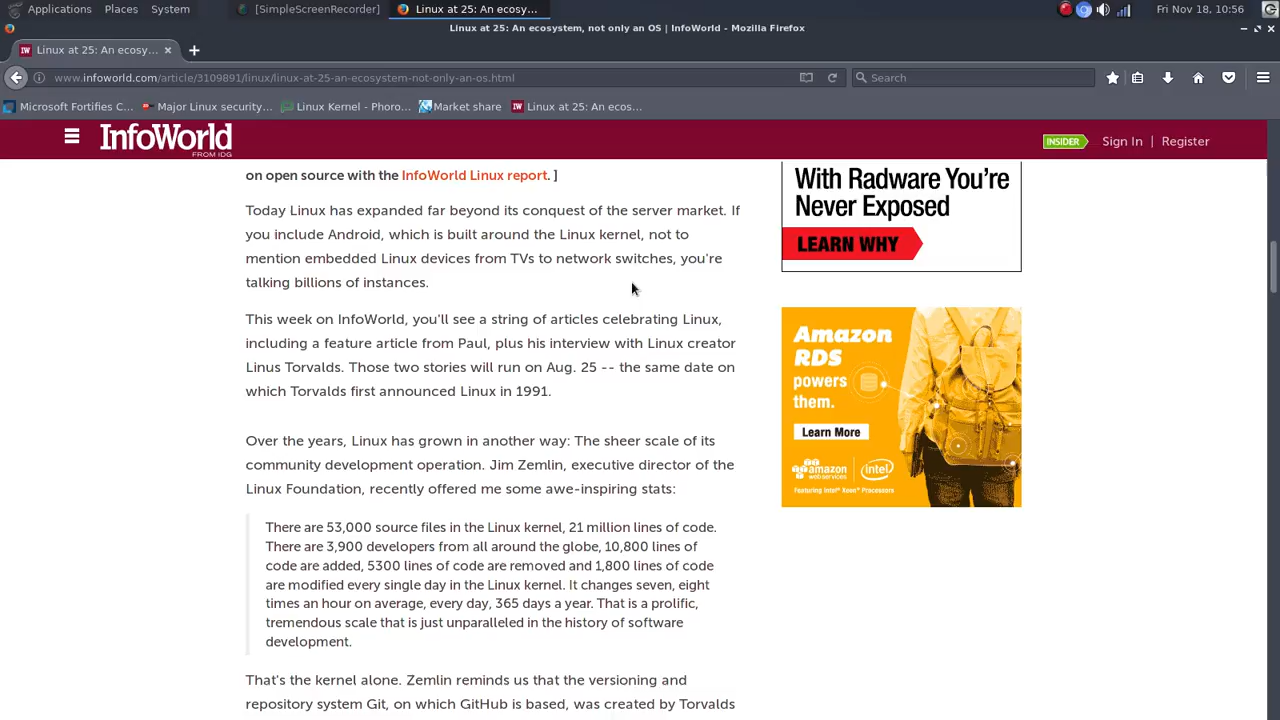 Applications Places System [SimpleScreenRecorder] Linux at 25: An ecosy... Fri Nov 18, 10:56
Linux at 25: An ecosystem, not only an OS | InfoWorld - Mozilla Firefox
IW Linux at 25: An ecosy...
www.infoworld.com/article/3109891/linux/linux-at-25-an-ecosystem-not-only-an-os.html Search
Microsoft Fortifies C... Major Linux security... Linux Kernel - Phoro... Market share IW Linux at 25: An ecos...
InfoWorld
FROM IDG
INSIDER Sign In | Register
on open source with the InfoWorld Linux report. ]
Today Linux has expanded far beyond its conquest of the server market. If
you include Android, which is built around the Linux kernel, not to
mention embedded Linux devices from TVs to network switches, you're
talking billions of instances.
This week on InfoWorld, you'll see a string of articles celebrating Linux,
including a feature article from Paul, plus his interview with Linux creator
Linus Torvalds. Those two stories will run on Aug. 25 -- the same date on
which Torvalds first announced Linux in 1991.
Over the years, Linux has grown in another way: The sheer scale of its
community development operation. Jim Zemlin, executive director of the
Linux Foundation, recently offered me some awe-inspiring stats:
There are 53,000 source files in the Linux kernel, 21 million lines of code.
There are 3,900 developers from all around the globe, 10,800 lines of
code are added, 5300 lines of code are removed and 1,800 lines of code
are modified every single day in the Linux kernel. It changes seven, eight
times an hour on average, every day, 365 days a year. That is a prolific,
tremendous scale that is just unparalleled in the history of software
development.
That's the kernel alone. Zemlin reminds us that the versioning and
repository system Git, on which GitHub is based, was created by Torvalds
With Radware You're
Never Exposed
LEARN WHY
Amazon
RDS
powers
them.
Learn More
amazon
webservices
intel
Featuring Intel® Xeon® Processors